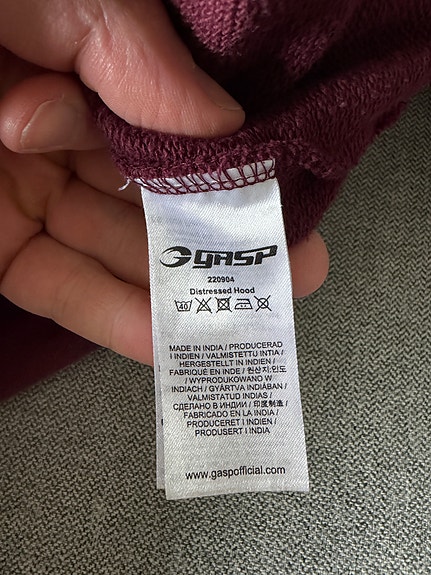 GASP
220904
Distressed Hood
40
MADE IN INDIA / PRODUCERAD
I INDIEN / VALMISTETTU INTIA /
HERGESTELLT IN INDIEN /
FABRIQUÉ EN INDE / 원산지:인도
/ WYPRODUKOWANO W
INDIACH / GYÁRTVA INDIÁBAN /
VALMISTATUD INDIAS /
СДЕЛАНО В ИНДИИ / 印度制造 /
FABRICADO EN LA INDIA /
PRODUCERET I INDIEN /
PRODUSERT I INDIA
www.gaspofficial.com